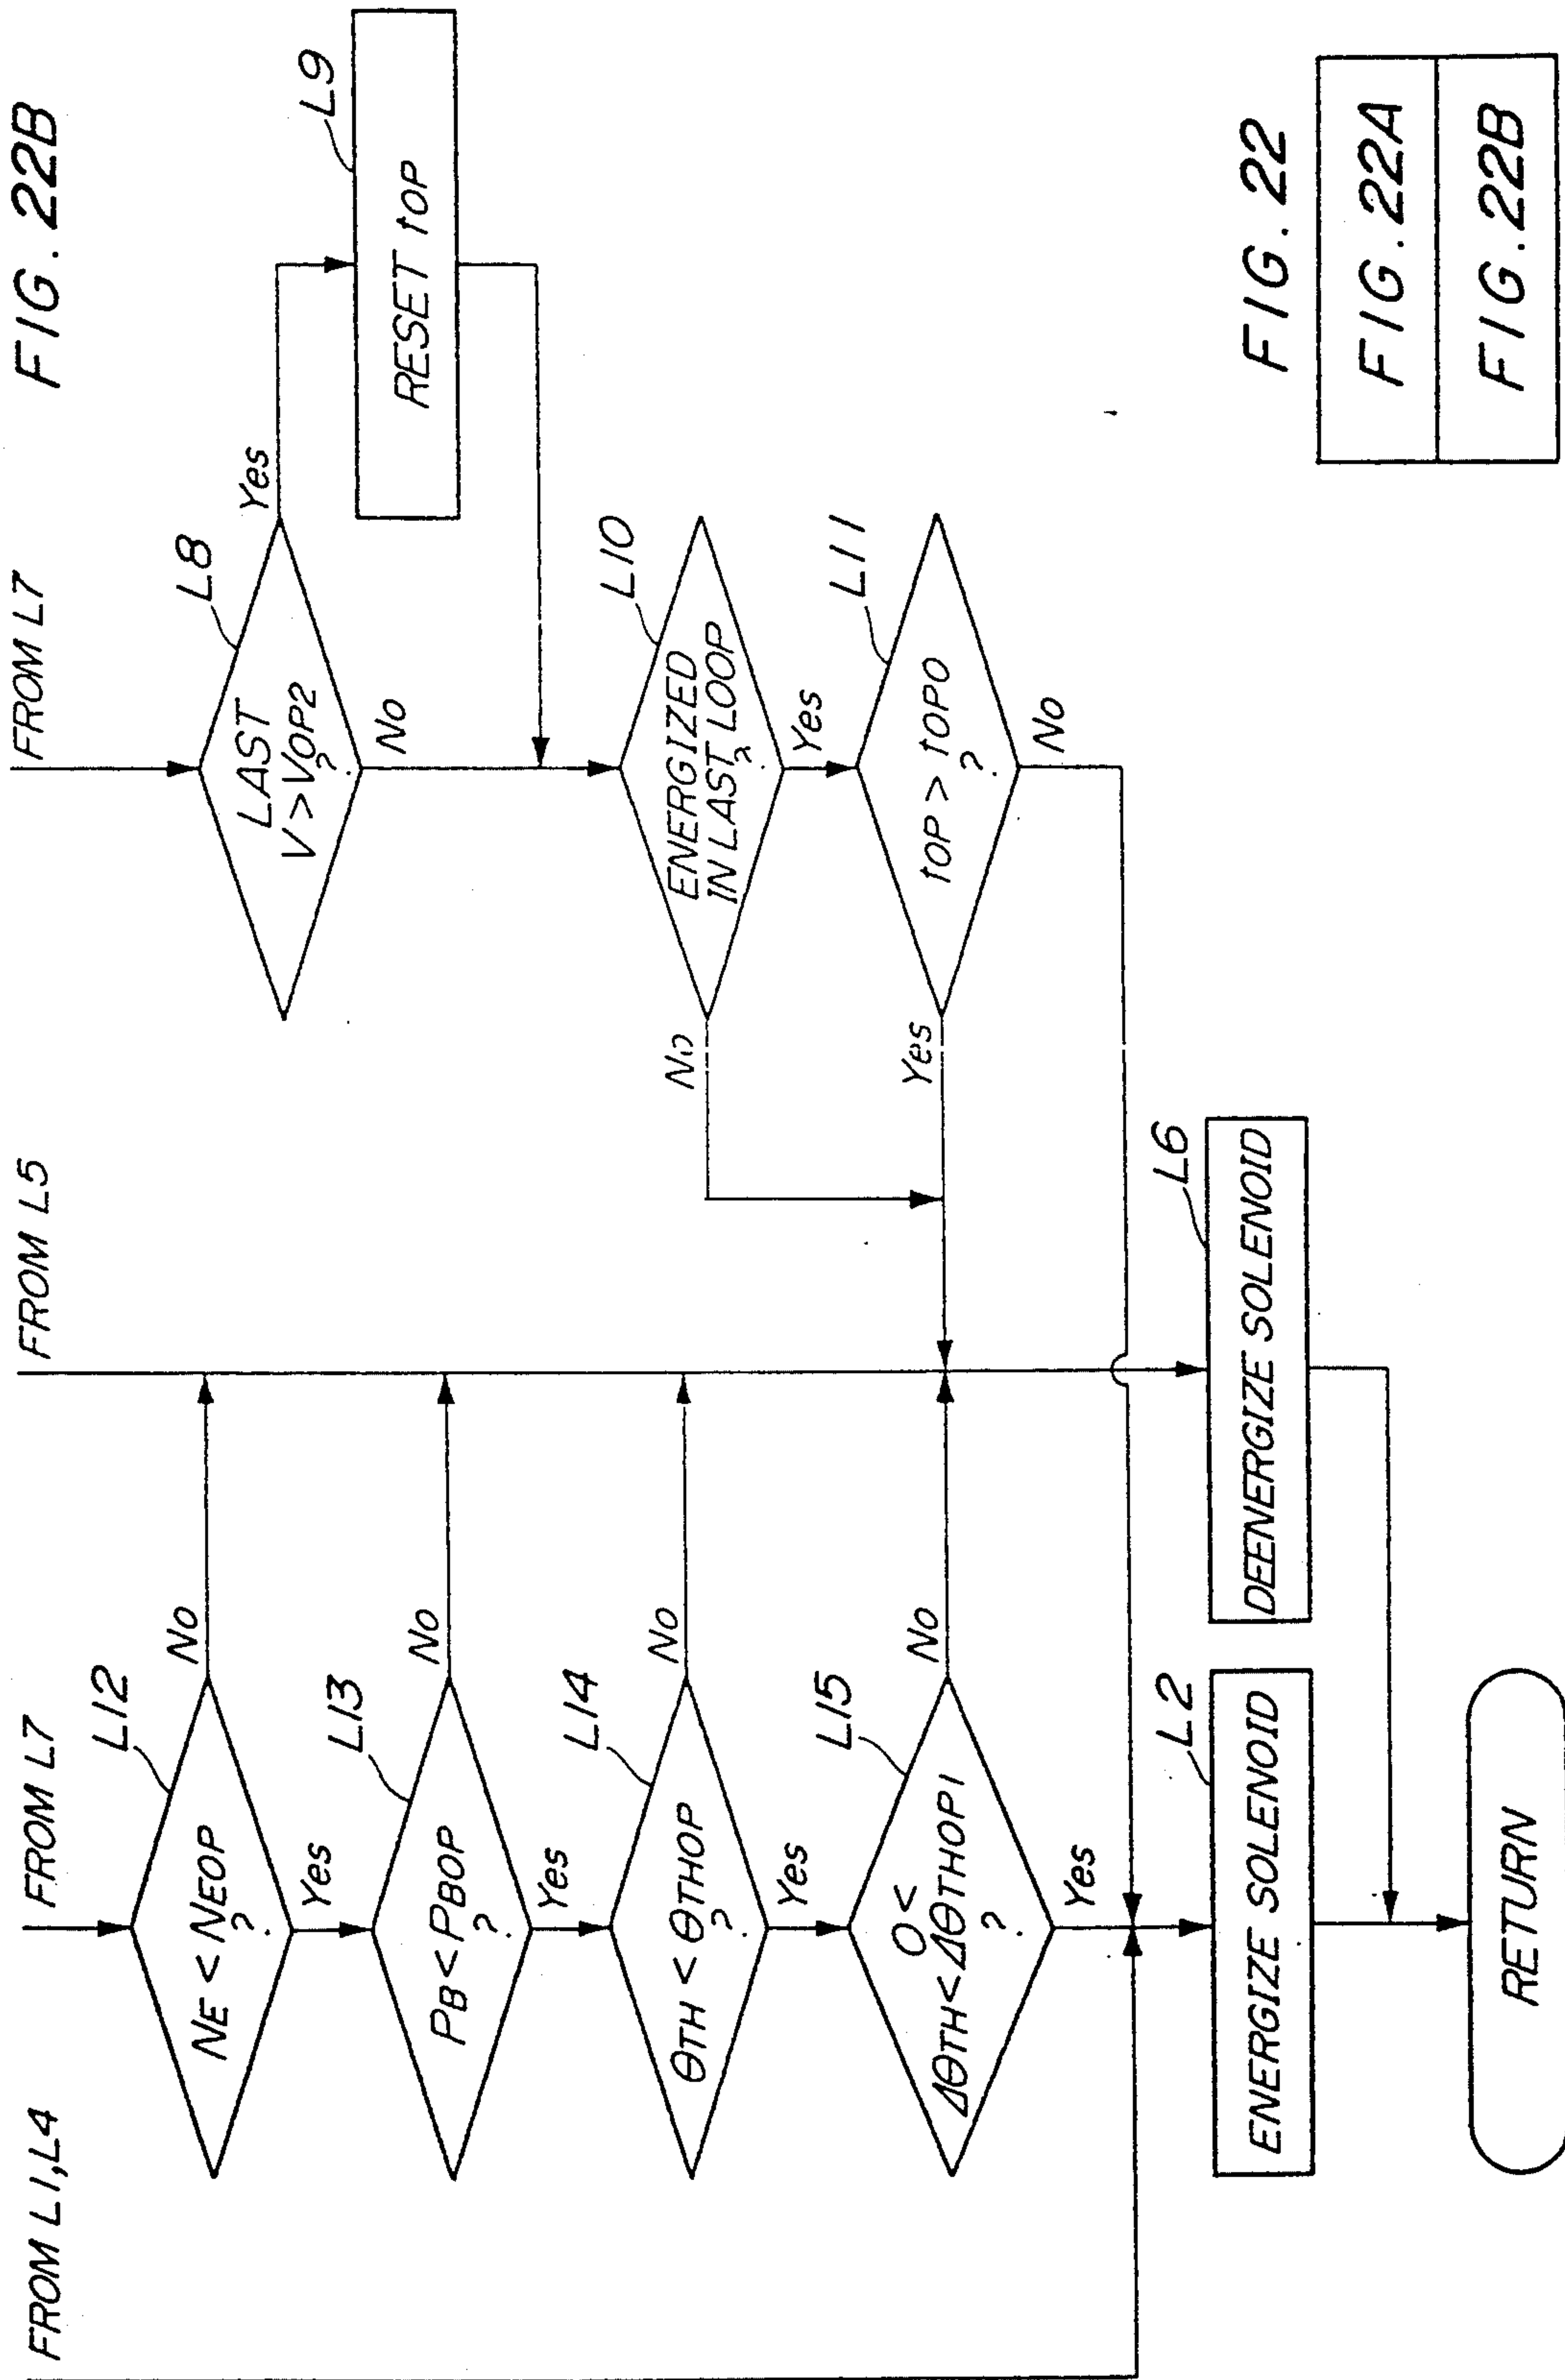 FIG. 22B
FROM L1, L4
FROM L7
FROM L5
FROM L7
L12
NE < NEOP
?
No
Yes
L13
PB < PBOP
?
No
Yes
L14
θTH < θTHOP
?
No
Yes
L15
0 <
ΔθTH < ΔθTHOP1
?
No
Yes
L2
ENERGIZE SOLENOID
L6
DEENERGIZE SOLENOID
RETURN
L8
LAST
V > VOP2
?
Yes
No
L9
RESET tOP
L10
ENERGIZED
IN LAST LOOP
?
No
Yes
L11
tOP > tOP0
?
Yes
No
FIG. 22
FIG. 22A
FIG. 22B